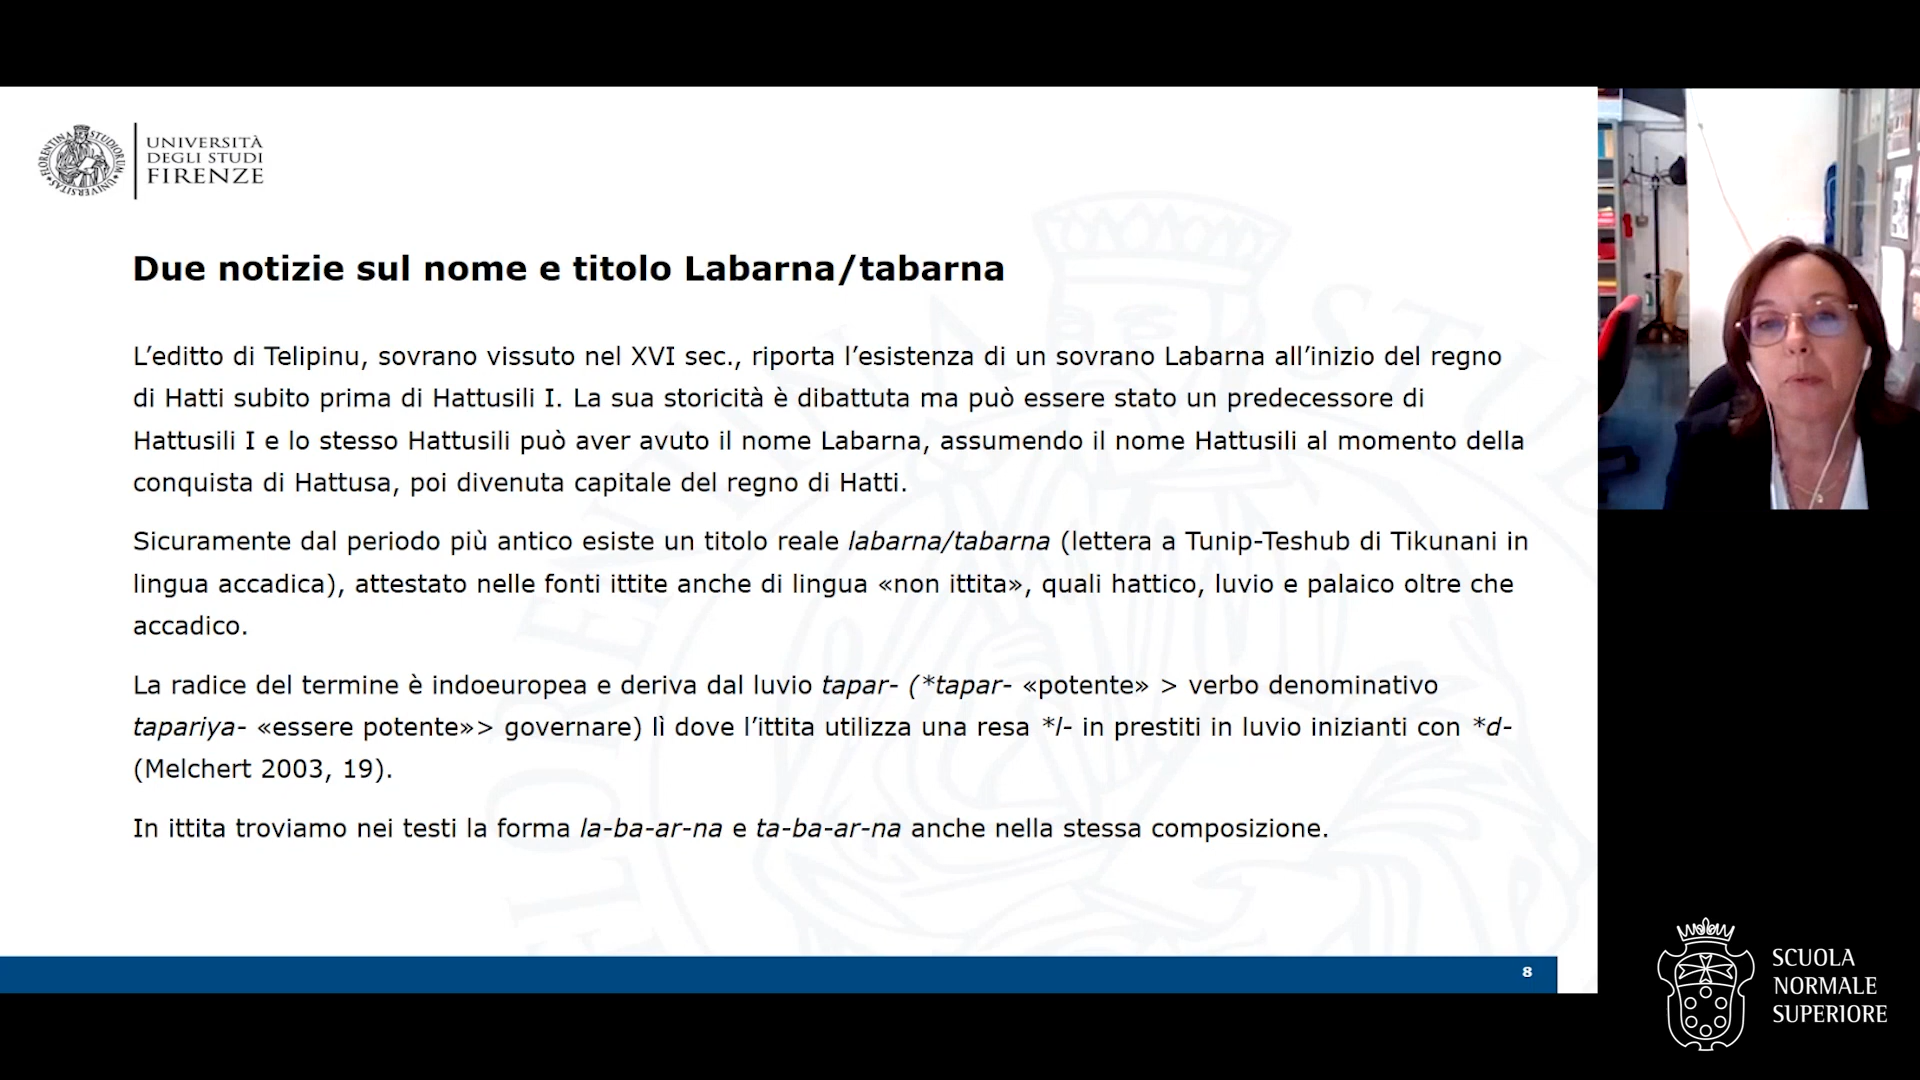 UNIVERSITÀ
DEGLI STUDI
FIRENZE
Due notizie sul nome e titolo Labarna/tabarna
L’editto di Telipinu, sovrano vissuto nel XVI sec., riporta l’esistenza di un sovrano Labarna all’inizio del regno
di Hatti subito prima di Hattusili I. La sua storicità è dibattuta ma può essere stato un predecessore di
Hattusili I e lo stesso Hattusili può aver avuto il nome Labarna, assumendo il nome Hattusili al momento della
conquista di Hattusa, poi divenuta capitale del regno di Hatti.
Sicuramente dal periodo più antico esiste un titolo reale labarna/tabarna (lettera a Tunip-Teshub di Tikunani in
lingua accadica), attestato nelle fonti ittite anche di lingua «non ittita», quali hattico, luvio e palaico oltre che
accadico.
La radice del termine è indoeuropea e deriva dal luvio tapar- (*tapar- «potente» > verbo denominativo
tapariya- «essere potente»> governare) lì dove l’ittita utilizza una resa *l- in prestiti in luvio inizianti con *d-
(Melchert 2003, 19).
In ittita troviamo nei testi la forma la-ba-ar-na e ta-ba-ar-na anche nella stessa composizione.
8
SCUOLA
NORMALE
SUPERIORE